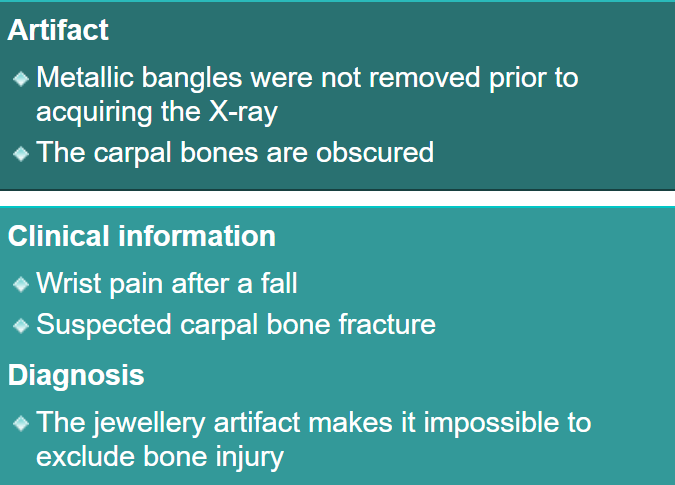 Artifact
Metallic bangles were not removed prior to
acquiring the X-ray
The carpal bones are obscured
Clinical information
Wrist pain after a fall
Suspected carpal bone fracture
Diagnosis
The jewellery artifact makes it impossible to
exclude bone injury